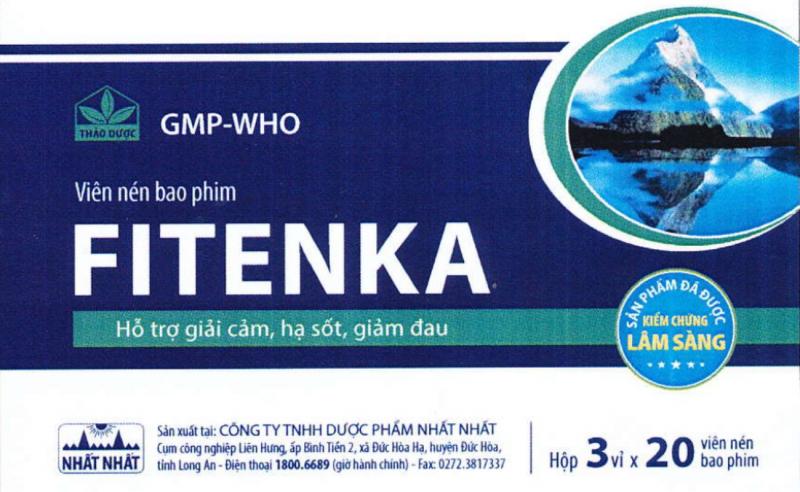 THẢO DƯỢC
GMP-WHO
Viên nén bao phim
FITENKA
Hỗ trợ giải cảm, hạ sốt, giảm đau
SẢN PHẨM ĐÃ ĐƯỢC
KIỂM CHỨNG
LÂM SÀNG
NHẤT NHẤT
Sản xuất tại: CÔNG TY TNHH DƯỢC PHẨM NHẤT NHẤT
Cụm công nghiệp Liên Hưng, ấp Bình Tiền 2, xã Đức Hòa Hạ, huyện Đức Hòa,
tỉnh Long An - Điện thoại 1800.6689 (giờ hành chính) - Fax: 0272.3817337
Hộp 3 vỉ x 20 viên nén
bao phim